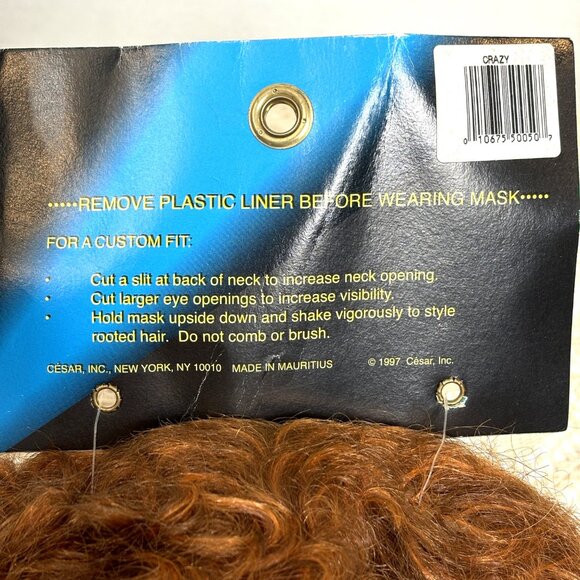 CRAZY
0 10675 50050 7
•••••REMOVE PLASTIC LINER BEFORE WEARING MASK•••••
FOR A CUSTOM FIT:
• Cut a slit at back of neck to increase neck opening.
• Cut larger eye openings to increase visibility.
• Hold mask upside down and shake vigorously to style
rooted hair. Do not comb or brush.
CÉSAR, INC., NEW YORK, NY 10010 MADE IN MAURITIUS © 1997 César, Inc.